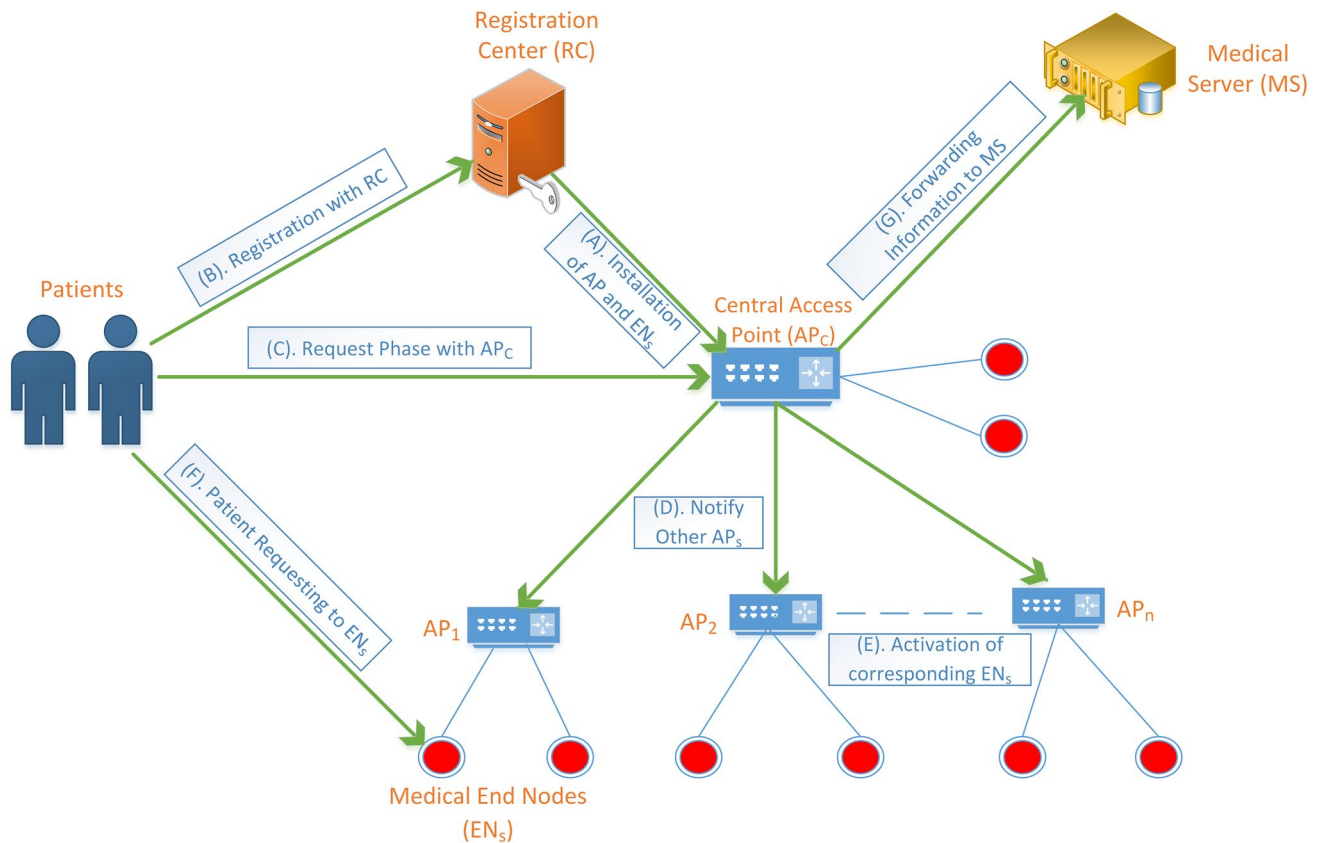 Registration
Center (RC)
Medical
Server (MS)
(B). Registration with RC
(A). Installation
of AP and ENs
(G). Forwarding
Information to MS
Patients
(C). Request Phase with APC
Central Access
Point (APC)
(F). Patient Requesting to ENs
(D). Notify
Other APs
AP1
AP2
APn
(E). Activation of
corresponding ENs
Medical End Nodes
(ENs)